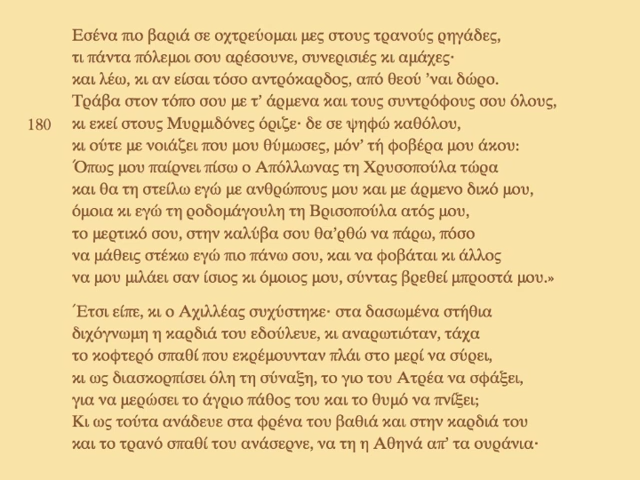 Εσένα πιο βαριά σε οχτρεύομαι μες στους τρανούς ρηγάδες,
τι πάντα πόλεμοι σου αρέσουνε, συνερισιές κι αμάχες·
και λέω, κι αν είσαι τόσο αντρόκαρδος, από θεού ’ναι δώρο.
Τράβα στον τόπο σου με τ’ άρμενα και τους συντρόφους σου όλους,
180 κι εκεί στους Μυρμιδόνες όριζε· δε σε ψηφώ καθόλου,
κι ούτε με νοιάζει που μου θύμωσες, μόν’ τή φοβέρα μου άκου:
Όπως μου παίρνει πίσω ο Απόλλωνας τη Χρυσοπούλα τώρα
και θα τη στείλω εγώ με ανθρώπους μου και με άρμενο δικό μου,
όμοια κι εγώ τη ροδομάγουλη τη Βρισοπούλα ατός μου,
το μερτικό σου, στην καλύβα σου θα’ρθώ να πάρω, πόσο
να μάθεις στέκω εγώ πιο πάνω σου, και να φοβάται κι άλλος
να μου μιλάει σαν ίσιος κι όμοιος μου, σύντας βρεθεί μπροστά μου.»
Έτσι είπε, κι ο Αχιλλέας συχύστηκε· στα δασωμένα στήθια
διχόγνωμη η καρδιά του εδούλευε, κι αναρωτιόταν, τάχα
το κοφτερό σπαθί που εκρέμουνταν πλάι στο μερί να σύρει,
κι ως διασκορπίσει όλη τη σύναξη, το γιο του Ατρέα να σφάξει,
για να μερώσει το άγριο πάθος του και το θυμό να πνίξει;
Κι ως τούτα ανάδευε στα φρένα του βαθιά και στην καρδιά του
και το τρανό σπαθί του ανάσερνε, να τη η Αθηνά απ’ τα ουράνια·